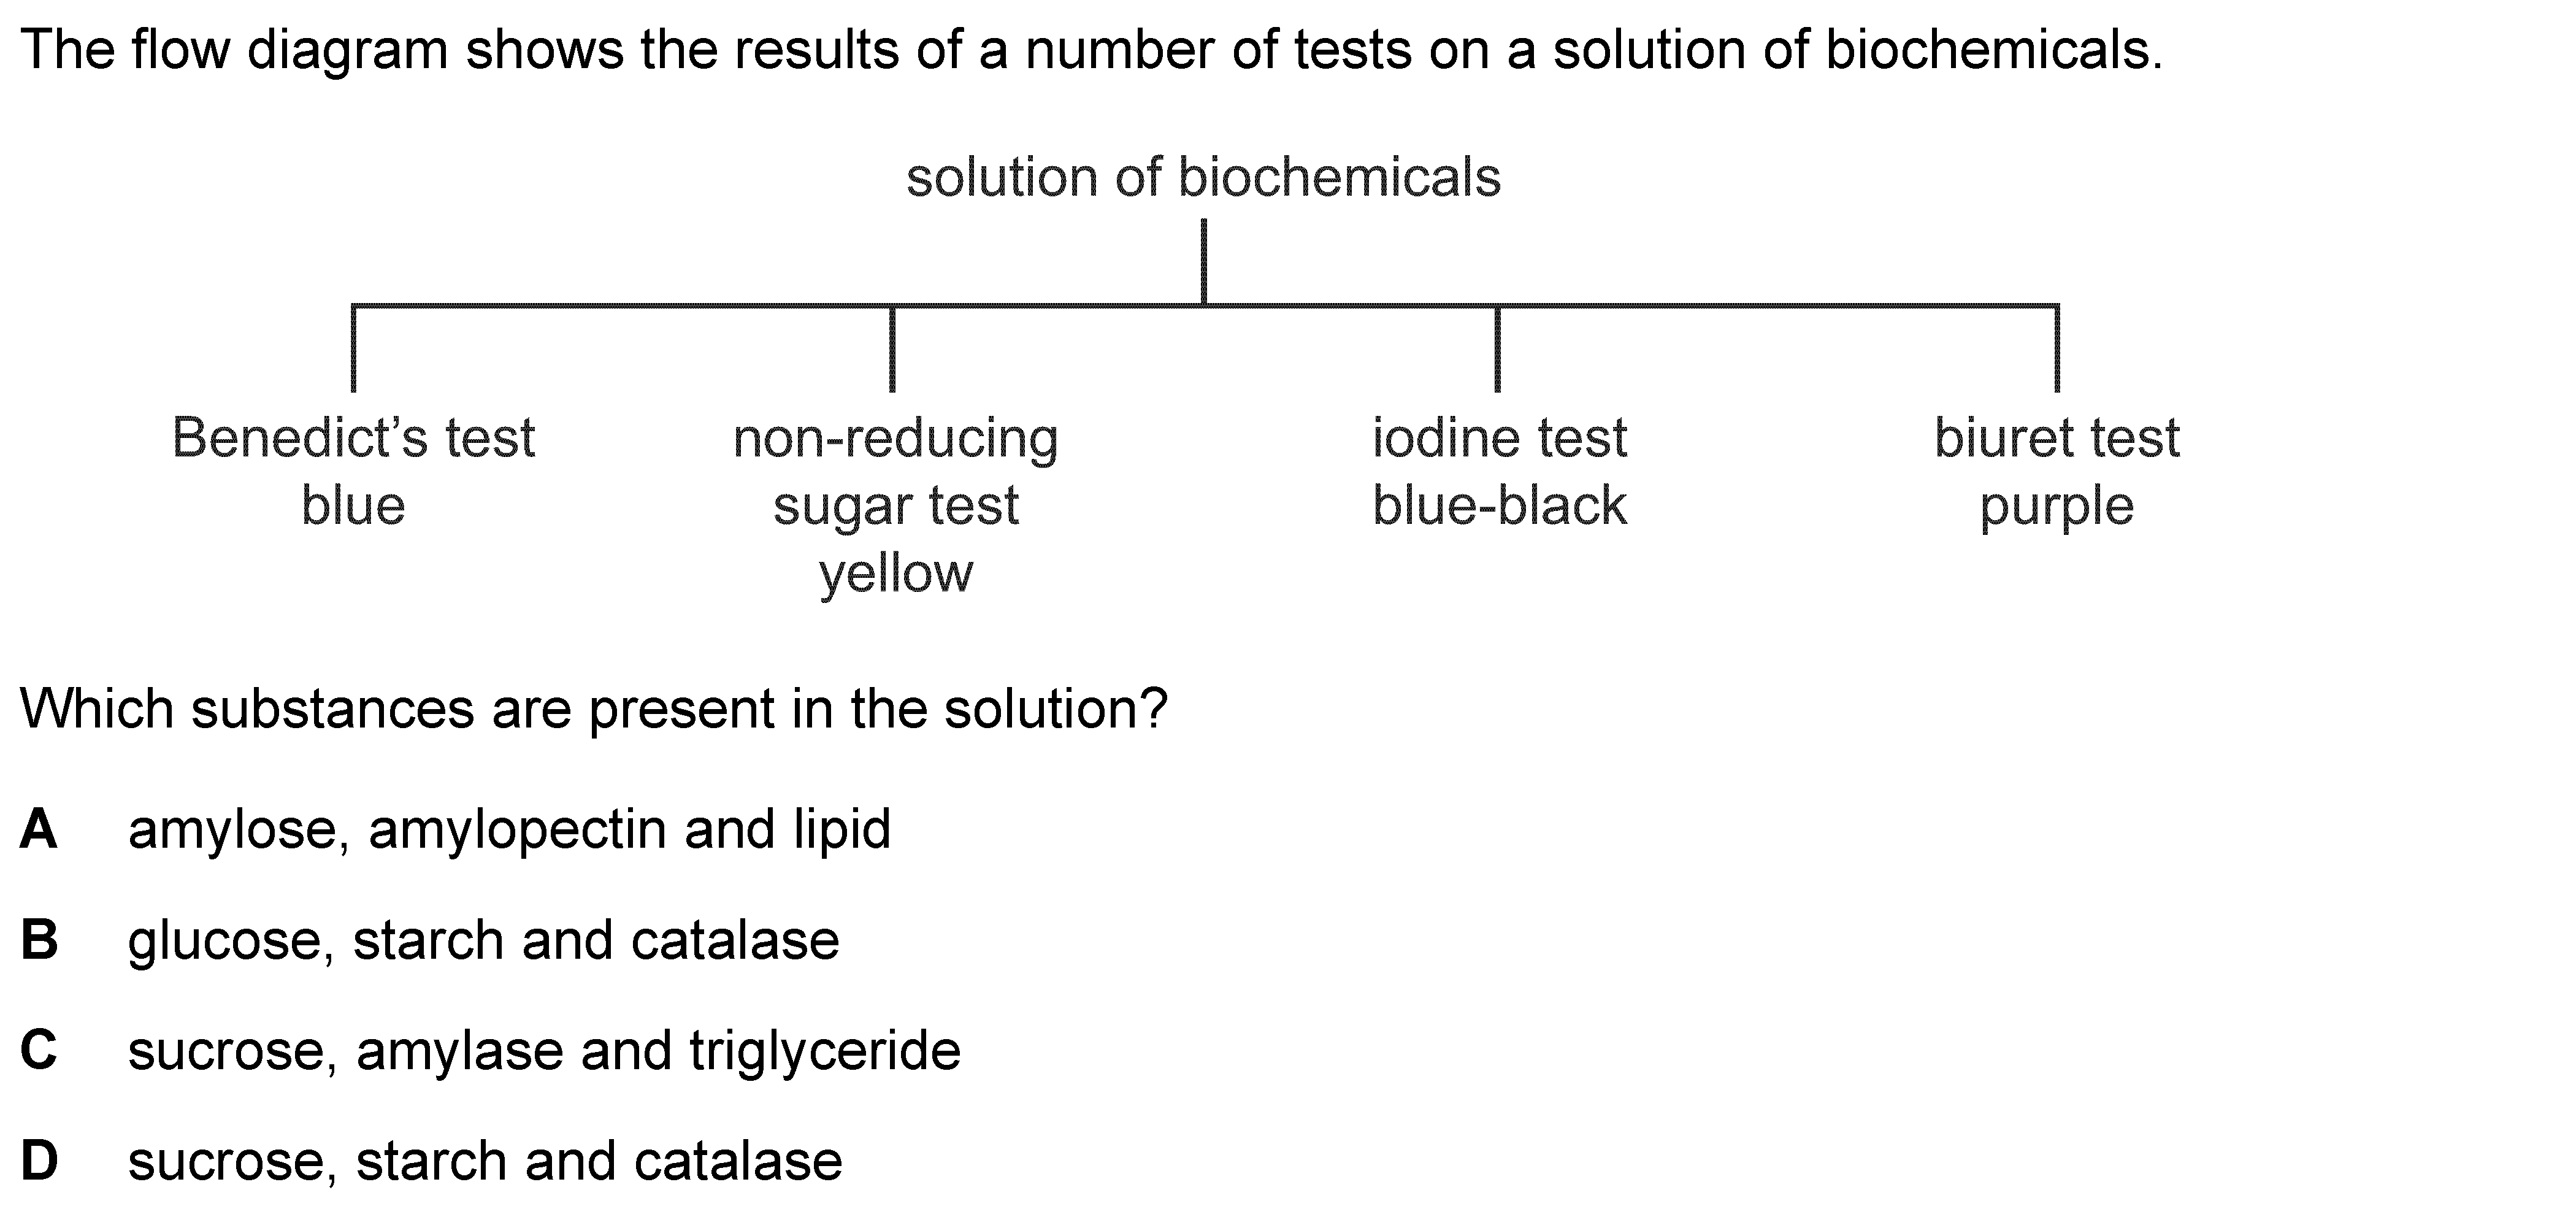 The flow diagram shows the results of a number of tests on a solution of biochemicals.
solution of biochemicals
Benedict’s test
blue
non-reducing
sugar test
yellow
iodine test
blue-black
biuret test
purple
Which substances are present in the solution?
A amylose, amylopectin and lipid
B glucose, starch and catalase
C sucrose, amylase and triglyceride
D sucrose, starch and catalase